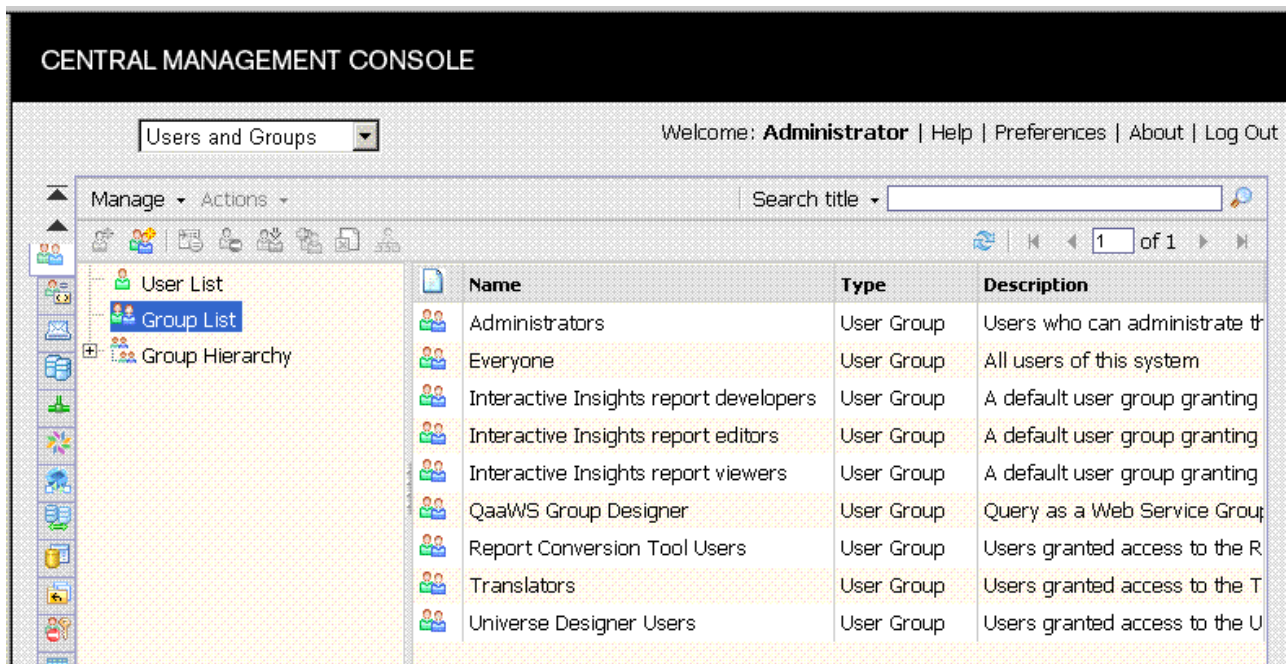 CENTRAL MANAGEMENT CONSOLE
Users and Groups
Welcome: Administrator | Help | Preferences | About | Log Out
Manage Actions Search title
1 of 1
User List
Group List
Group Hierarchy
Name Type Description
Administrators User Group Users who can administrate th
Everyone User Group All users of this system
Interactive Insights report developers User Group A default user group granting
Interactive Insights report editors User Group A default user group granting
Interactive Insights report viewers User Group A default user group granting
QaaWS Group Designer User Group Query as a Web Service Group
Report Conversion Tool Users User Group Users granted access to the R
Translators User Group Users granted access to the T
Universe Designer Users User Group Users granted access to the U